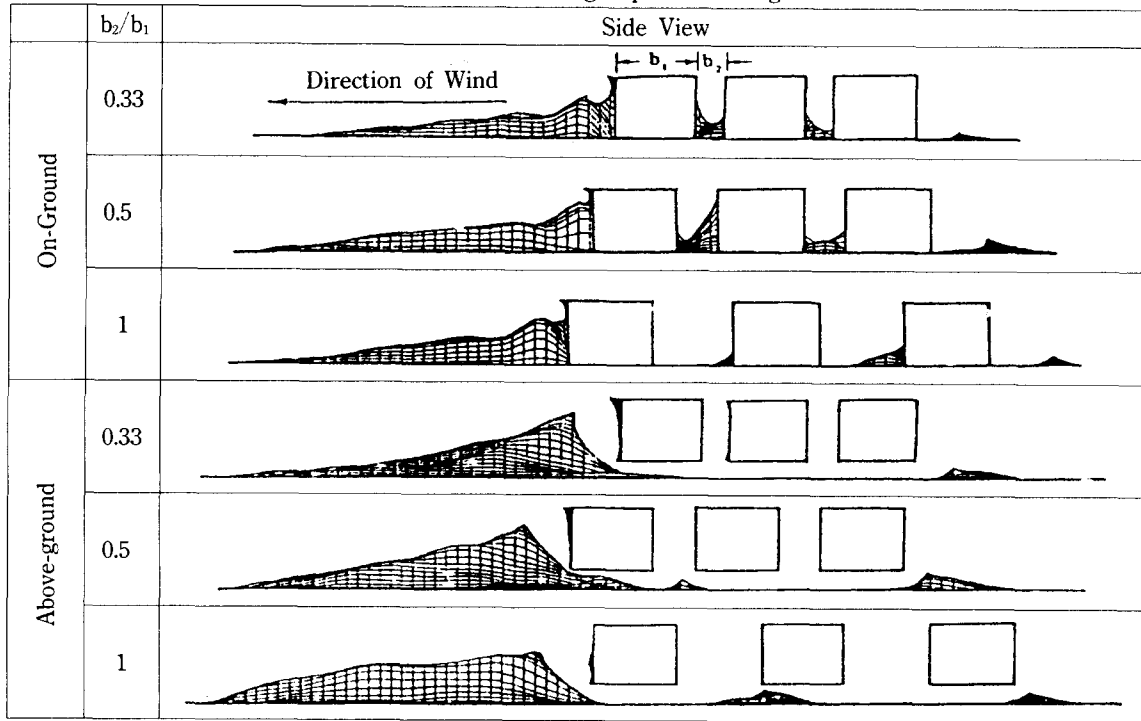 b₂/b₁
Side View
On-Ground
0.33
Direction of Wind
b₁
b₂
0.5
1
Above-ground
0.33
0.5
1